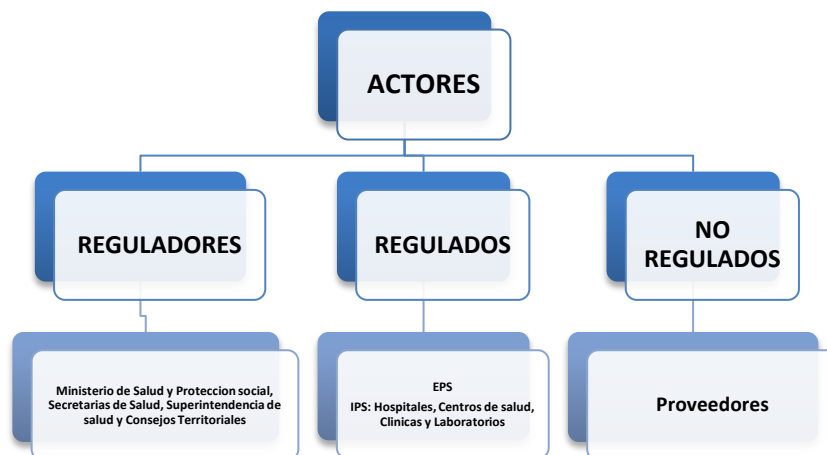 ACTORES
REGULADORES
REGULADOS
NO
REGULADOS
Ministerio de Salud y Proteccion social,
Secretarias de Salud, Superintendencia de
salud y Consejos Territoriales
EPS
IPS: Hospitales, Centros de salud,
Clinicas y Laboratorios
Proveedores